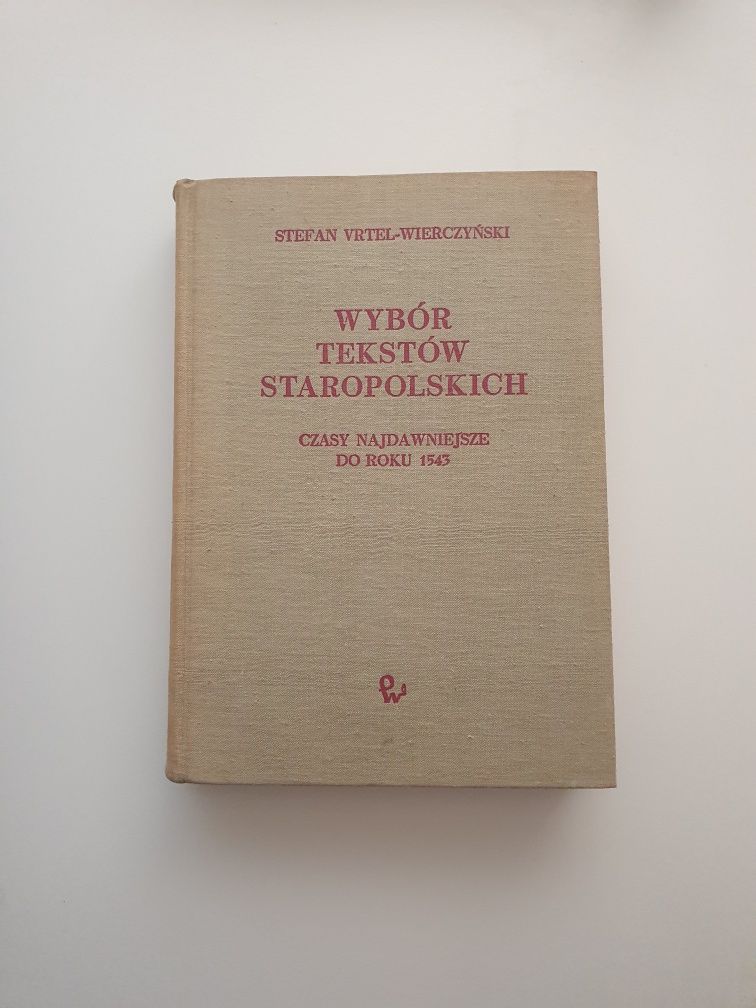 STEFAN VRTEL-WIERCZYŃSKI
WYBÓR
TEKSTÓW
STAROPOLSKICH
CZASY NAJDAWNIEJSZE
DO ROKU 1543